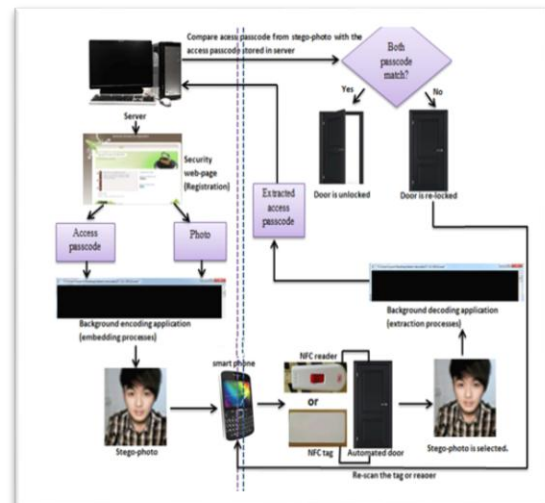 Compare acess passcode from stego-photo with the
access passcode stored in server
Both
passcode
match?
Yes
No
Server
Security
web-page
(Registration)
Door is unlocked
Door is re-locked
Extracted
access
passcode
Access
passcode
Photo
Background encoding application
(embedding processes)
Background decoding application
(extraction processes)
smart phone
NFC reader
or
NFC tag
Automated door
Stego-photo
Stego-photo is selected.
Re-scan the tag or reader